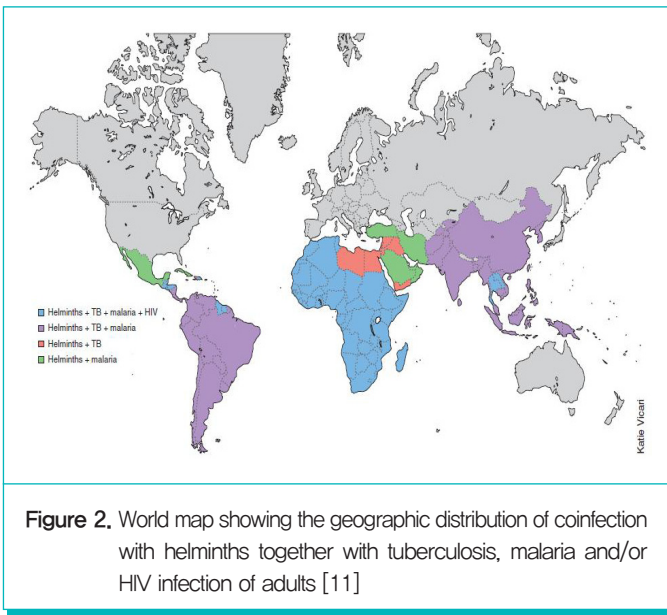 Helminths + TB + malaria + HIV
Helminths + TB + malaria
Helminths + TB
Helminths + malaria
Katie Vicari
Figure 2. World map showing the geographic distribution of coinfection
with helminths together with tuberculosis, malaria and/or
HIV infection of adults [11]